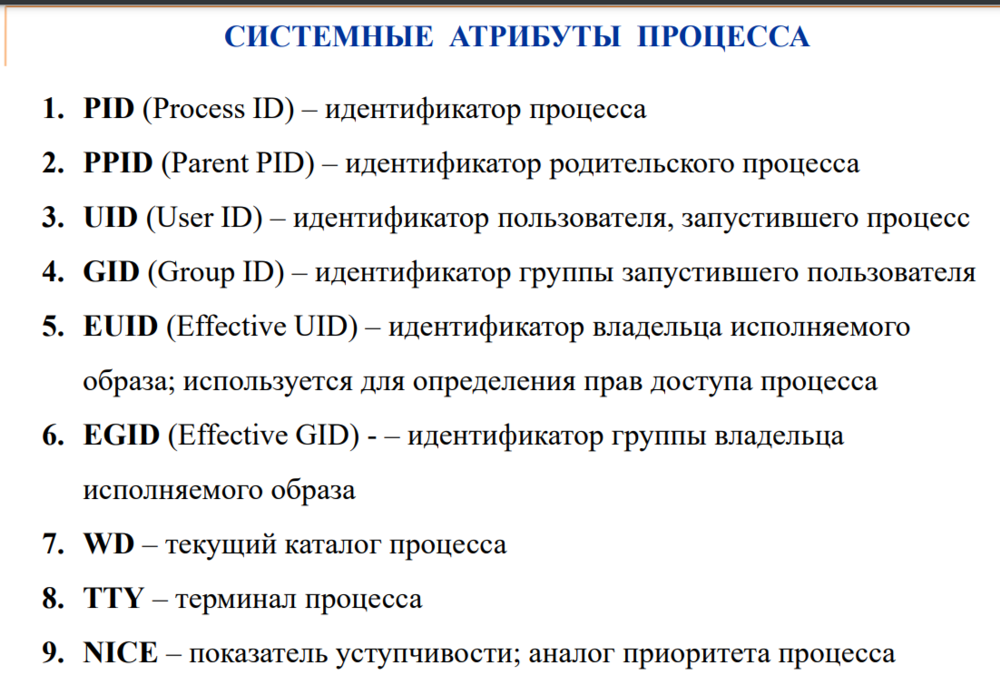 СИСТЕМНЫЕ АТРИБУТЫ ПРОЦЕССА
1. PID (Process ID) – идентификатор процесса
2. PPID (Parent PID) – идентификатор родительского процесса
3. UID (User ID) – идентификатор пользователя, запустившего процесс
4. GID (Group ID) – идентификатор группы запустившего пользователя
5. EUID (Effective UID) – идентификатор владельца исполняемого
образа; используется для определения прав доступа процесса
6. EGID (Effective GID) - – идентификатор группы владельца
исполняемого образа
7. WD – текущий каталог процесса
8. TTY – терминал процесса
9. NICE – показатель уступчивости; аналог приоритета процесса